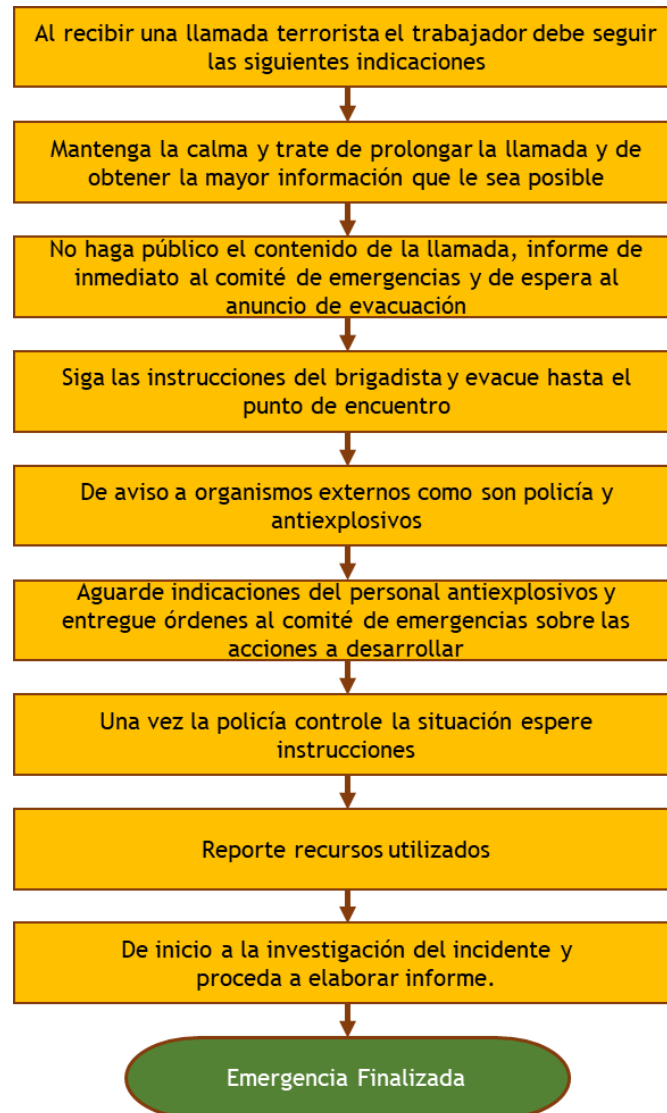 Al recibir una llamada terrorista el trabajador debe seguir
las siguientes indicaciones
Mantenga la calma y trate de prolongar la llamada y de
obtener la mayor información que le sea posible
No haga público el contenido de la llamada, informe de
inmediato al comité de emergencias y de espera al
anuncio de evacuación
Siga las instrucciones del brigadista y evacue hasta el
punto de encuentro
De aviso a organismos externos como son policía y
antiexplosivos
Aguarde indicaciones del personal antiexplosivos y
entregue órdenes al comité de emergencias sobre las
acciones a desarrollar
Una vez la policía controle la situación espere
instrucciones
Reporte recursos utilizados
De inicio a la investigación del incidente y
proceda a elaborar informe.
Emergencia Finalizada